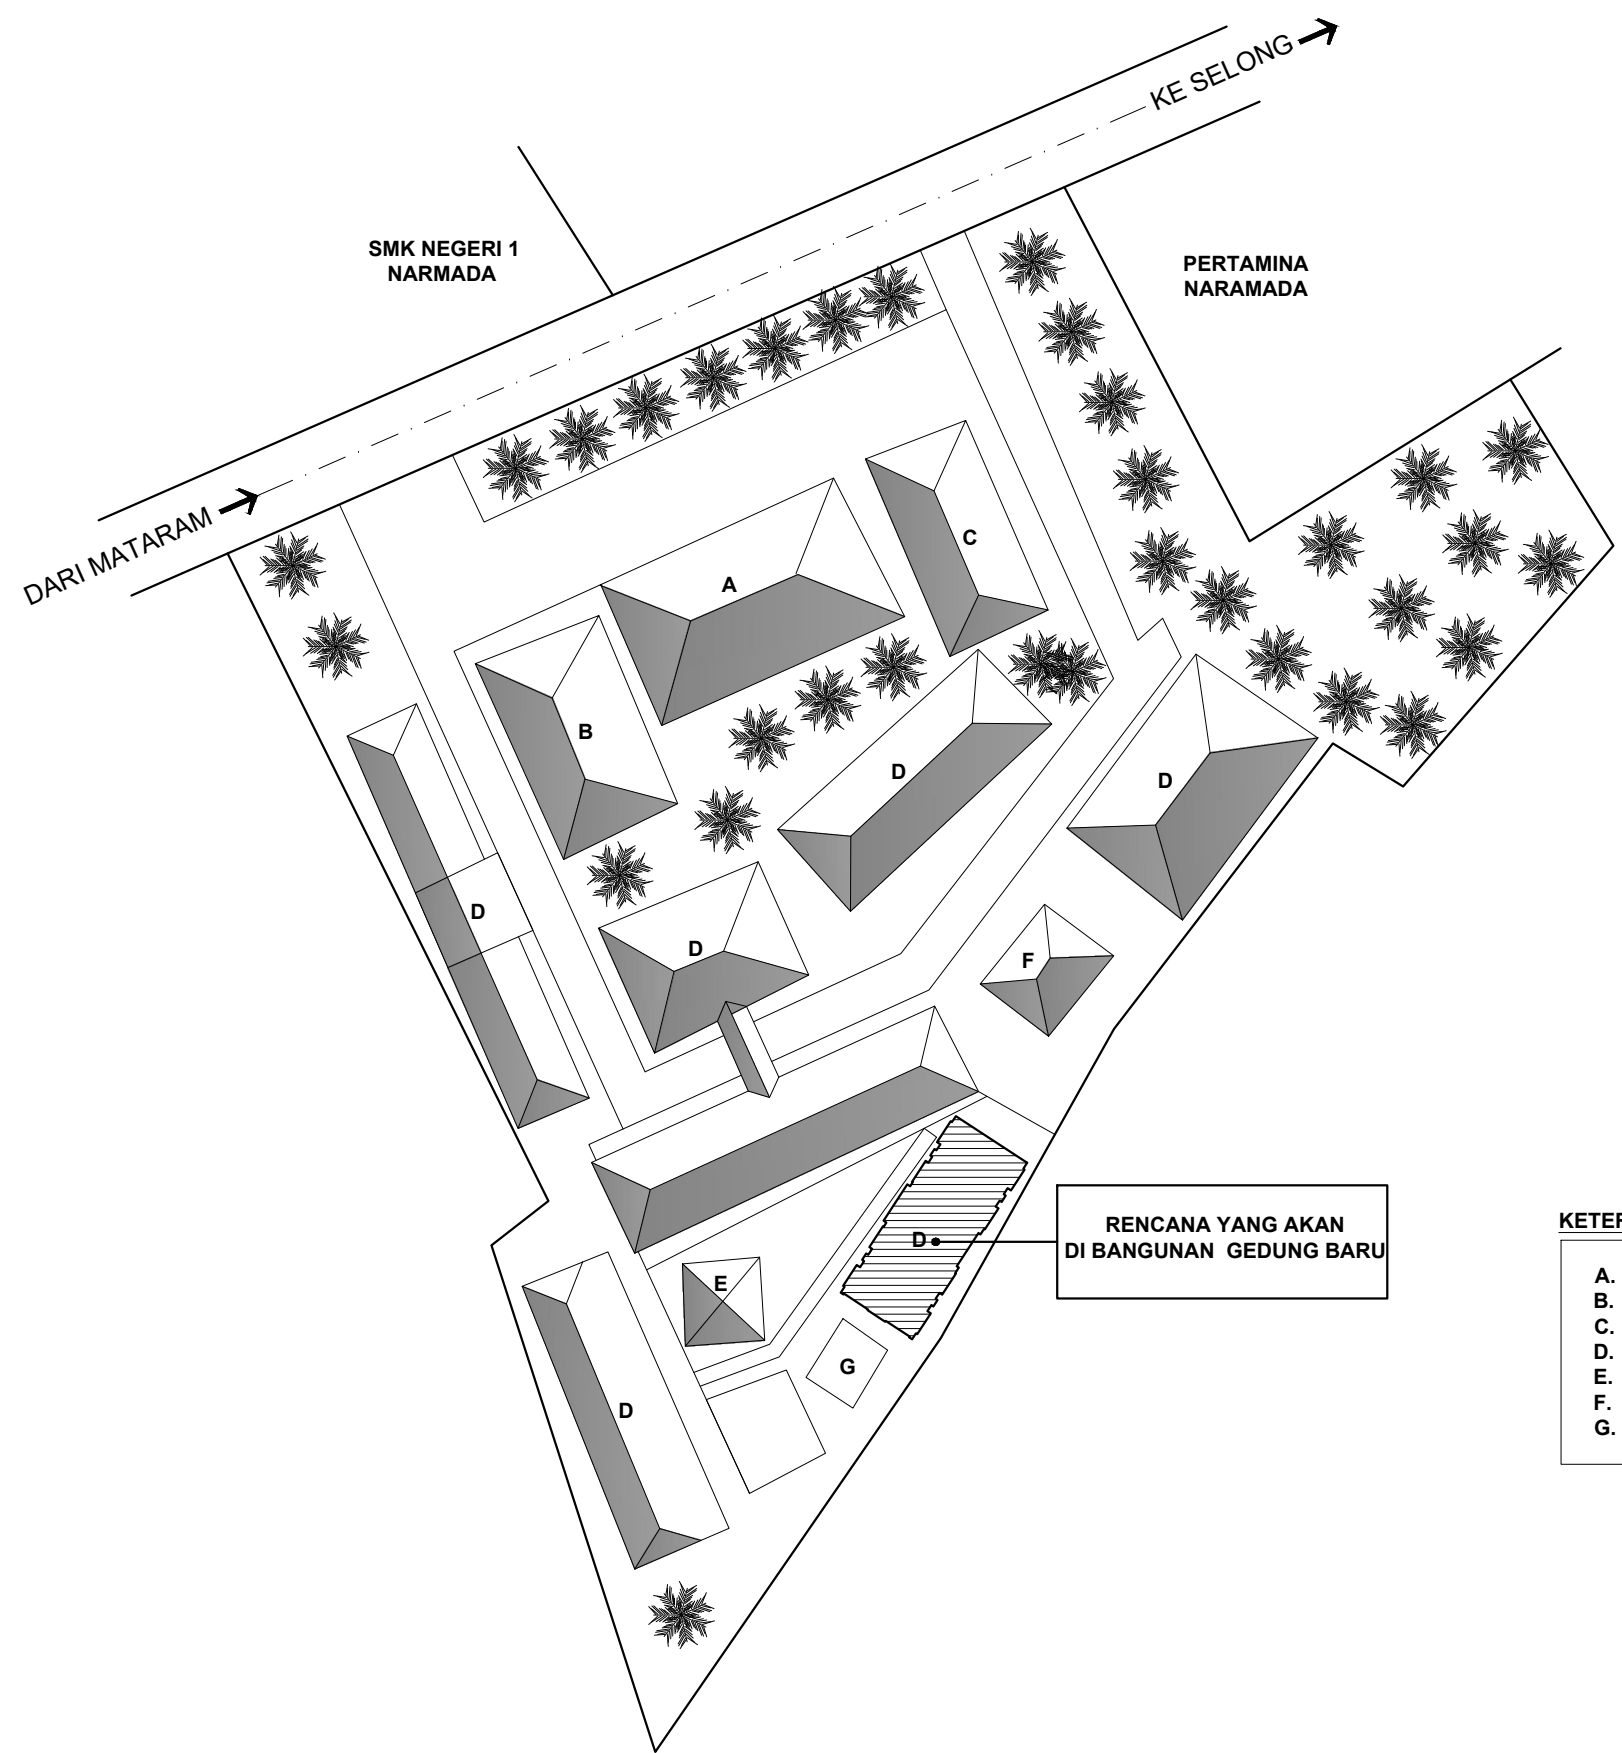 KE SELONG
SMK NEGERI 1
NARMADA
PERTAMINA
NARAMADA
DARI MATARAM
C
A
B
D
D
D
D
F
D
RENCANA YANG AKAN
DI BANGUNAN GEDUNG BARU
E
G
D
A.
B.
C.
D.
E.
F.
G.